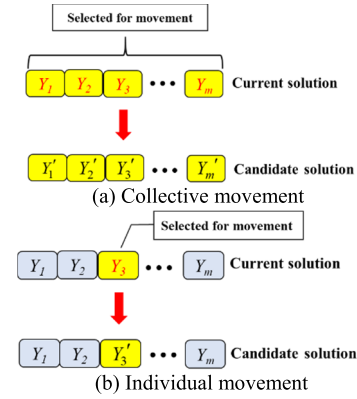 Selected for movement
Y1 Y2 Y3 ••• Ym Current solution
Y1′ Y2′ Y3′ ••• Ym′ Candidate solution
(a) Collective movement
Selected for movement
Y1 Y2 Y3 ••• Ym Current solution
Y1 Y2 Y3′ ••• Ym Candidate solution
(b) Individual movement